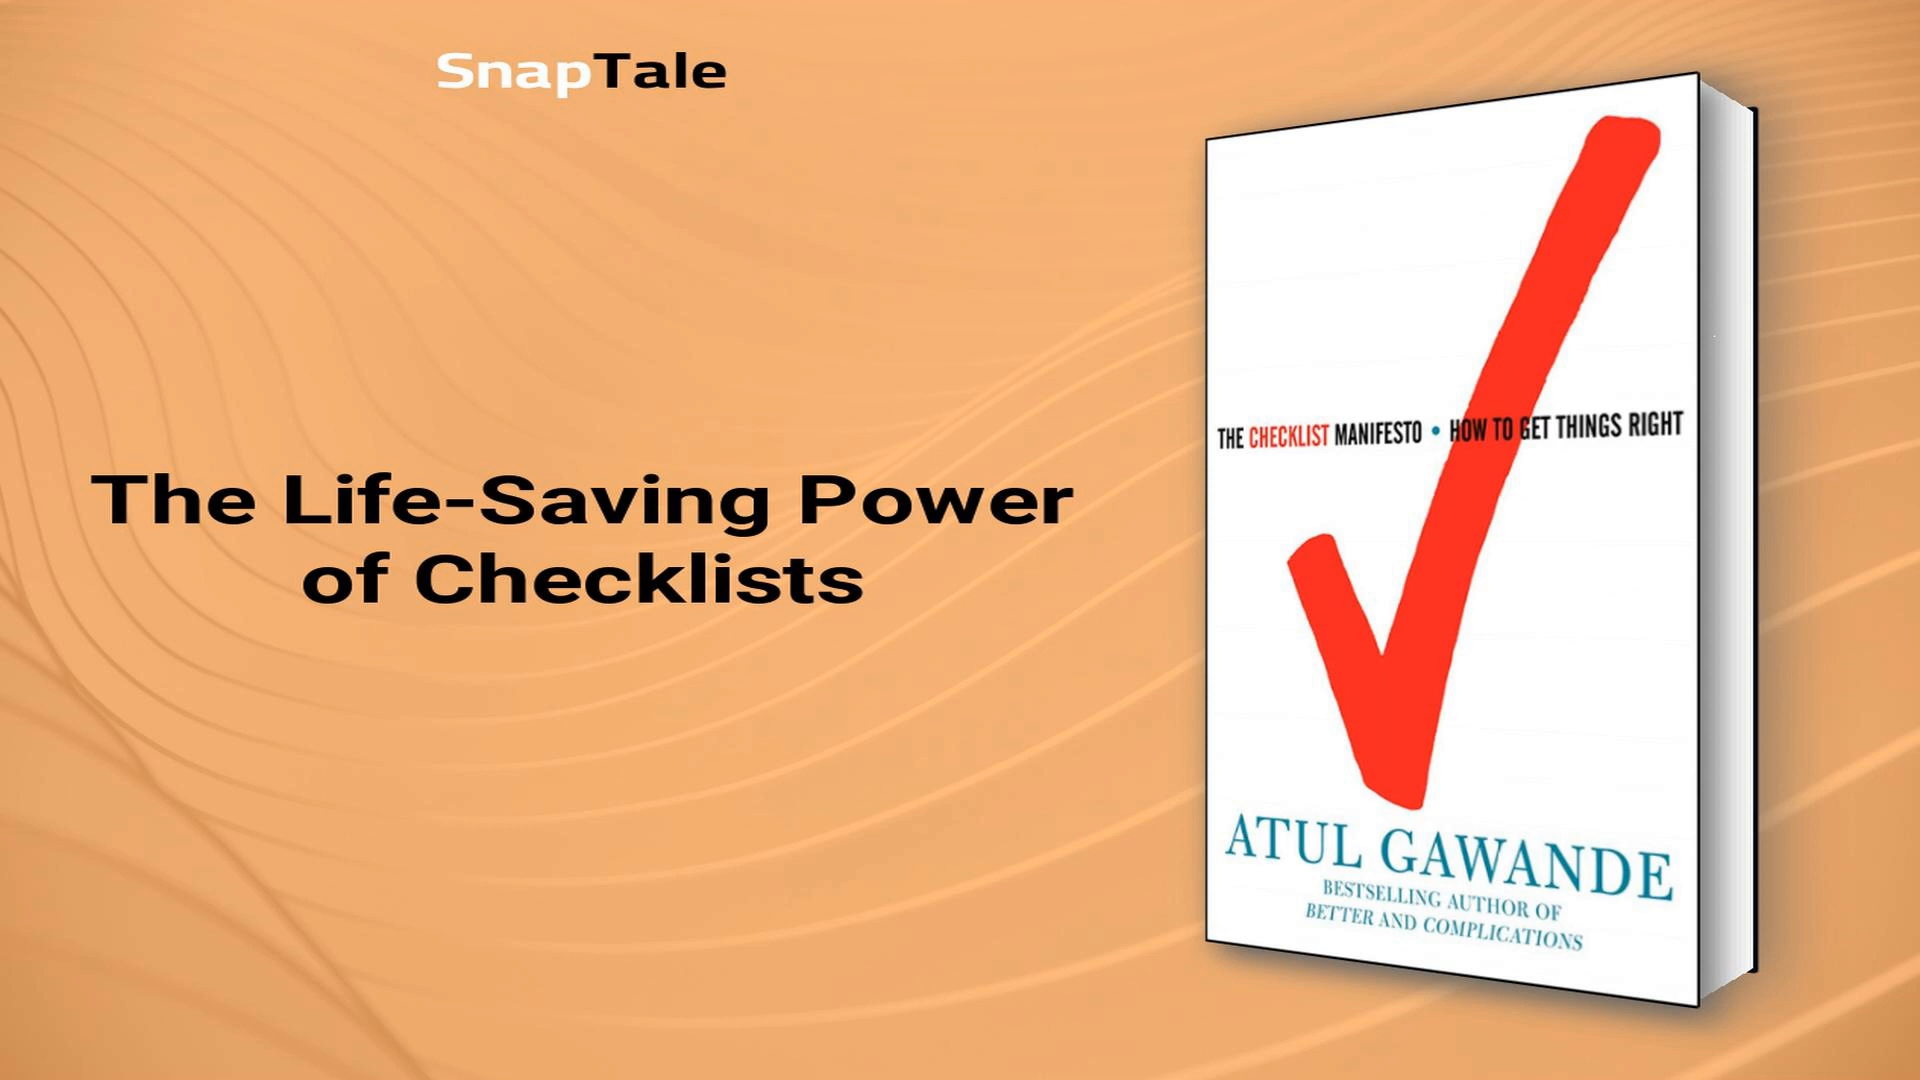 SnapTale
The Life-Saving Power
of Checklists
THE CHECKLIST MANIFESTO • HOW TO GET THINGS RIGHT
ATUL GAWANDE
BESTSELLING AUTHOR OF
BETTER AND COMPLICATIONS